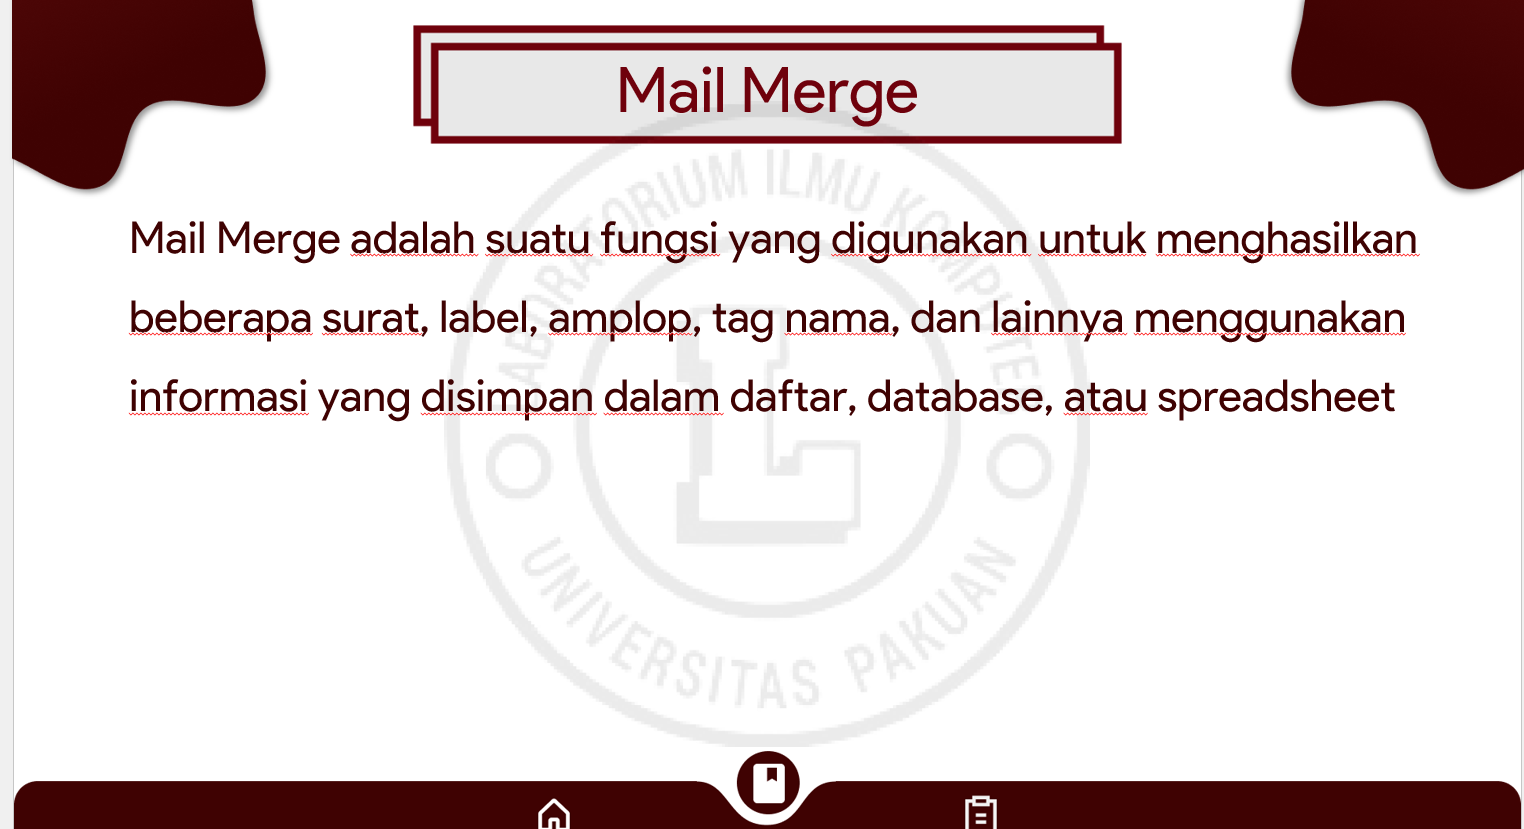 Mail Merge
Mail Merge adalah suatu fungsi yang digunakan untuk menghasilkan
beberapa surat, label, amplop, tag nama, dan lainnya menggunakan
informasi yang disimpan dalam daftar, database, atau spreadsheet
LABORATORIUM ILMU KOMPUTER
L
UNIVERSITAS PAKUAN